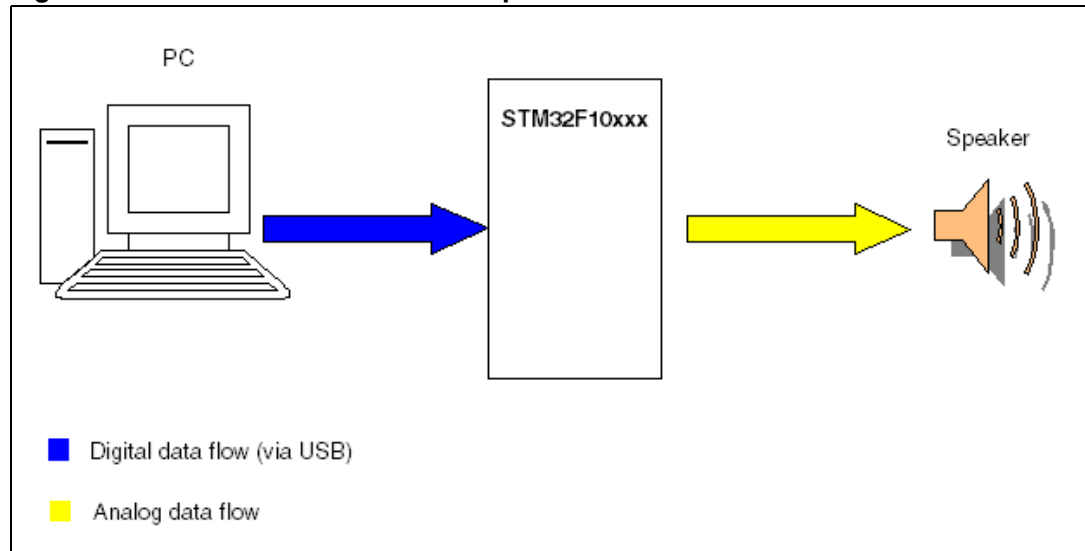 PC
STM32F10xxx
Speaker
Digital data flow (via USB)
Analog data flow